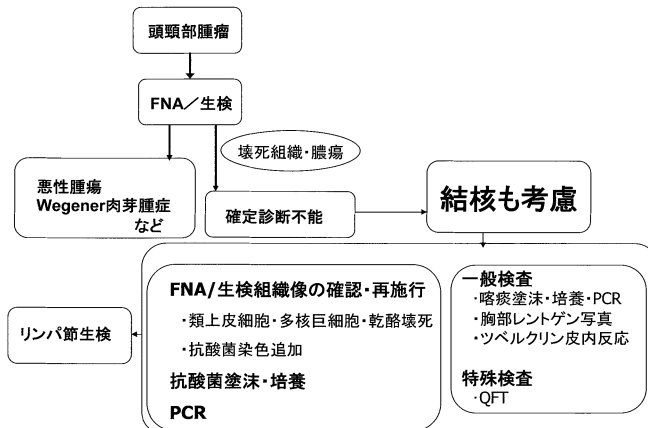 頭頸部腫瘤
FNA/生検
壊死組織・膿瘍
悪性腫瘍
Wegener肉芽腫症
など
確定診断不能
結核も考慮
FNA/生検組織像の確認・再施行
・類上皮細胞・多核巨細胞・乾酪壊死
・抗酸菌染色追加
抗酸菌塗沫・培養
PCR
一般検査
・喀痰塗沫・培養・PCR
・胸部レントゲン写真
・ツベルクリン皮内反応
特殊検査
・QFT
リンパ節生検